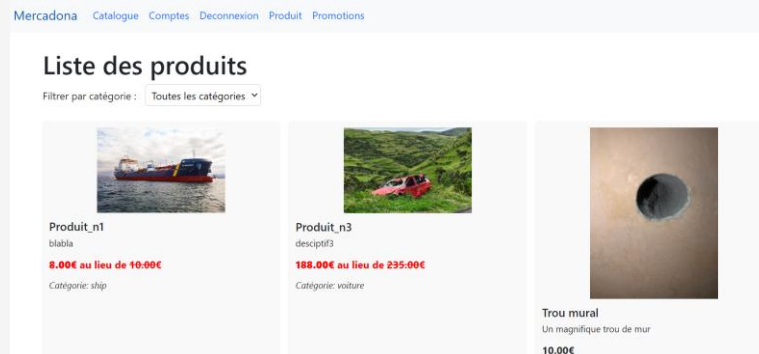 Mercadona Catalogue Comptes Deconnexion Produit Promotions
Liste des produits
Filtrer par catégorie : Toutes les catégories
Produit_n1
blabla
8.00€ au lieu de 10.00€
Catégorie: ship
Produit_n3
desciptif3
188.00€ au lieu de 235.00€
Catégorie: voiture
Trou mural
Un magnifique trou de mur
10.00€